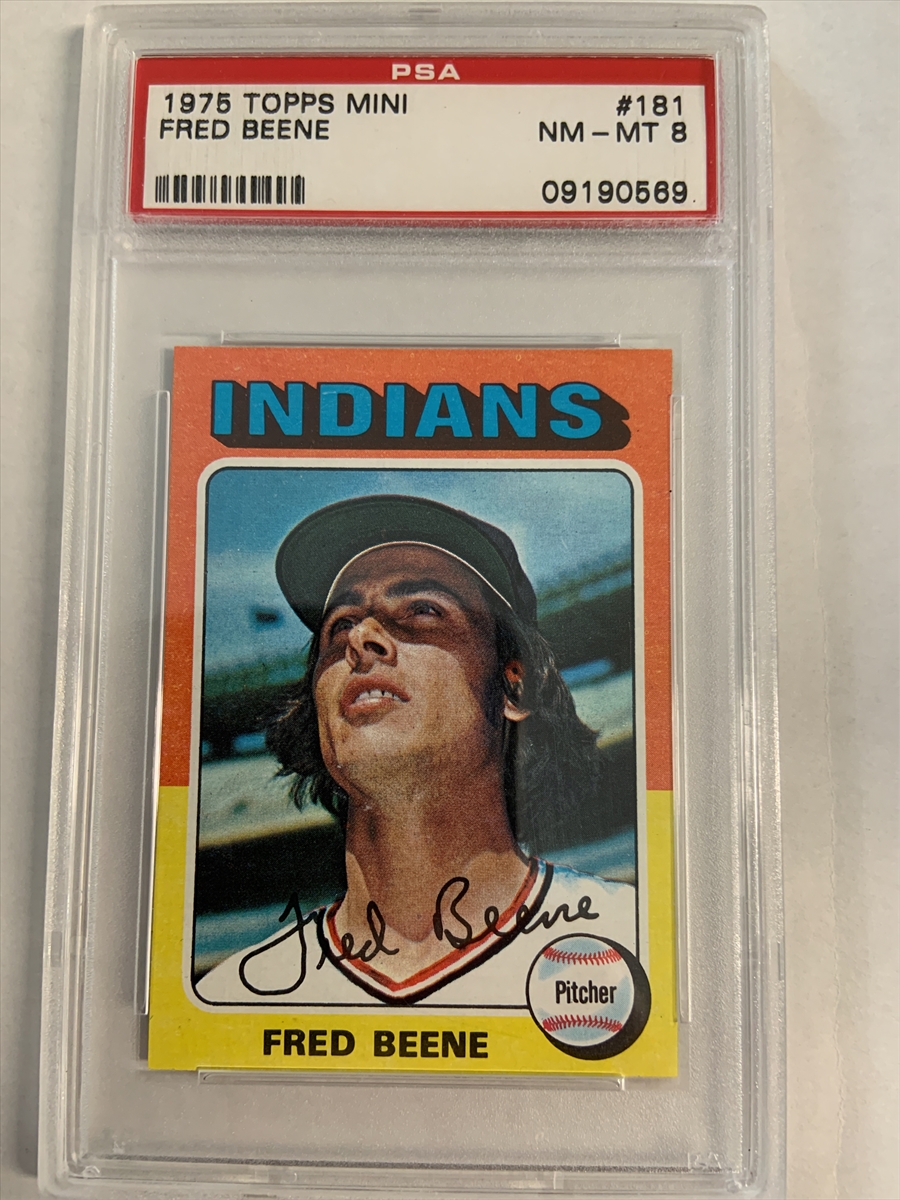 PSA
1975 TOPPS MINI #181
FRED BEENE NM - MT 8
09190569
INDIANS
Fred Beene
Pitcher
FRED BEENE